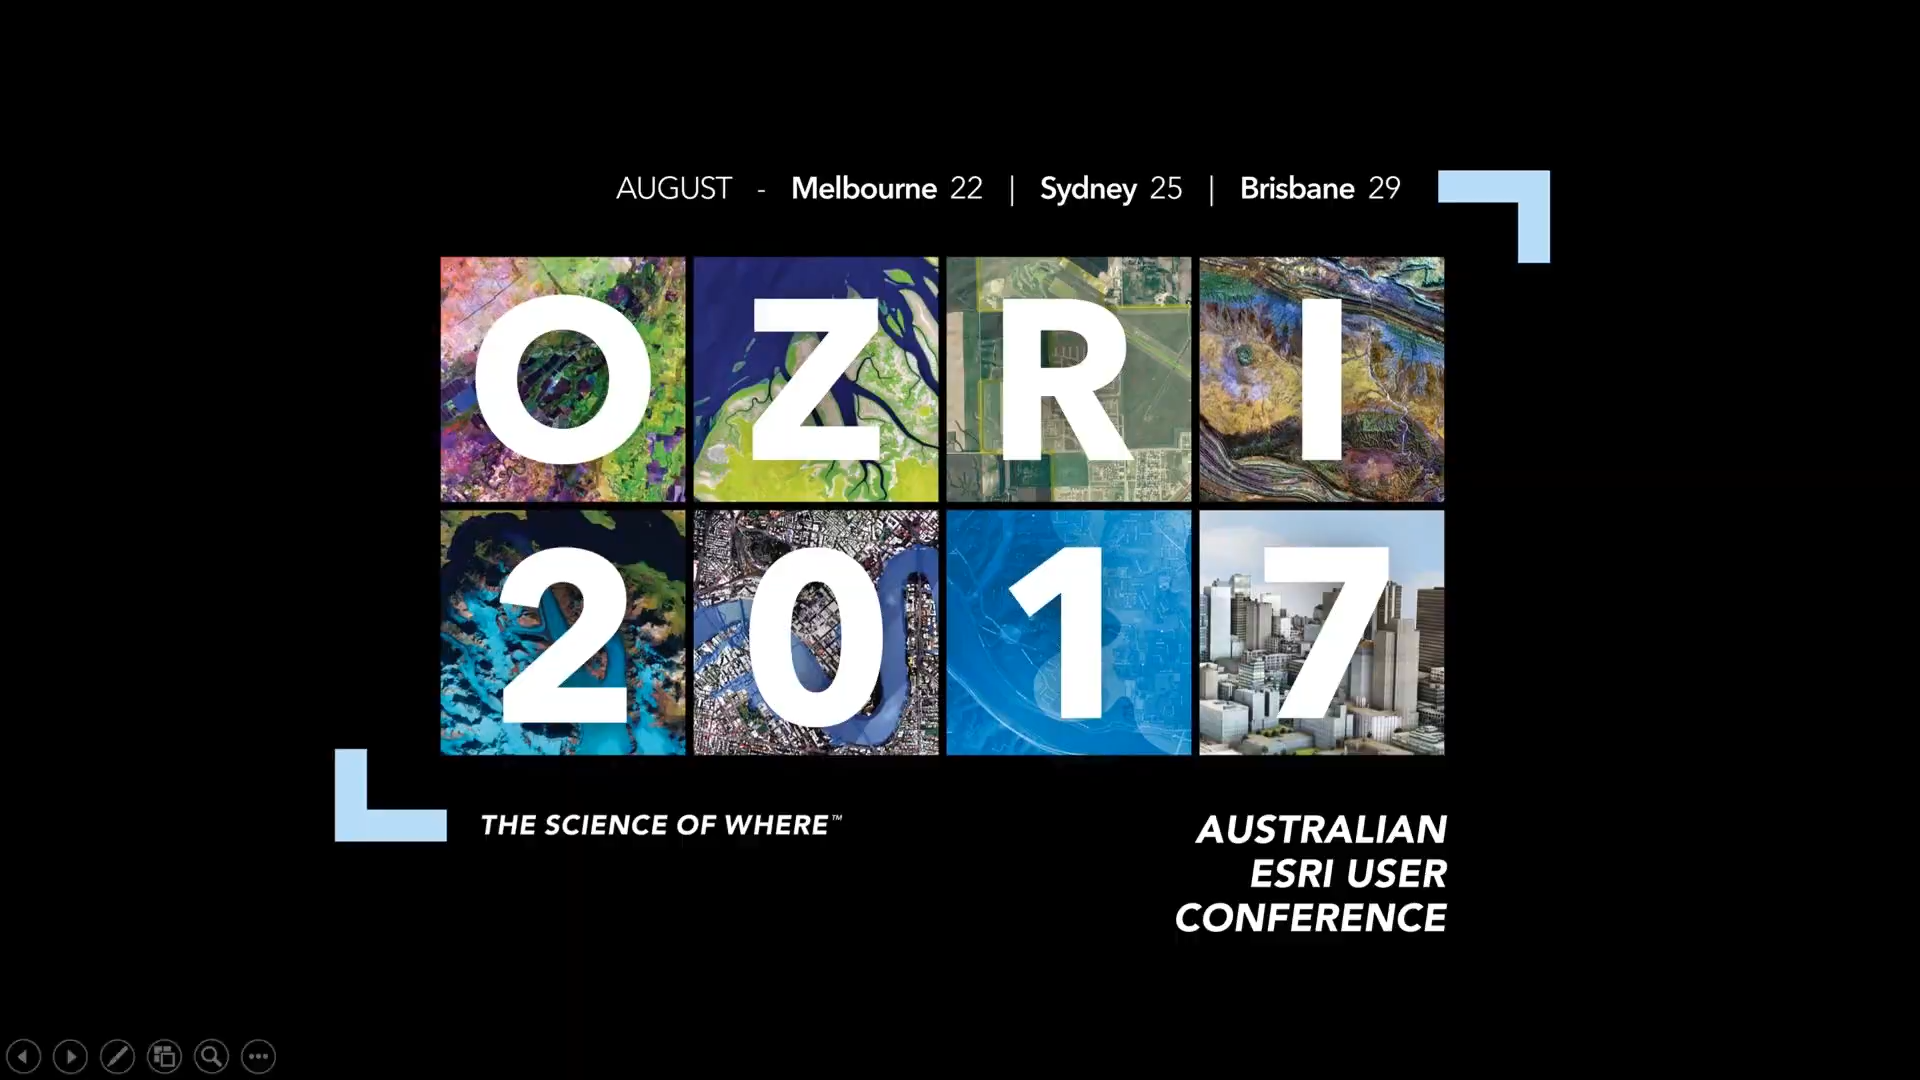 AUGUST - Melbourne 22 | Sydney 25 | Brisbane 29
OZRI
2017
THE SCIENCE OF WHERE™
AUSTRALIAN
ESRI USER
CONFERENCE